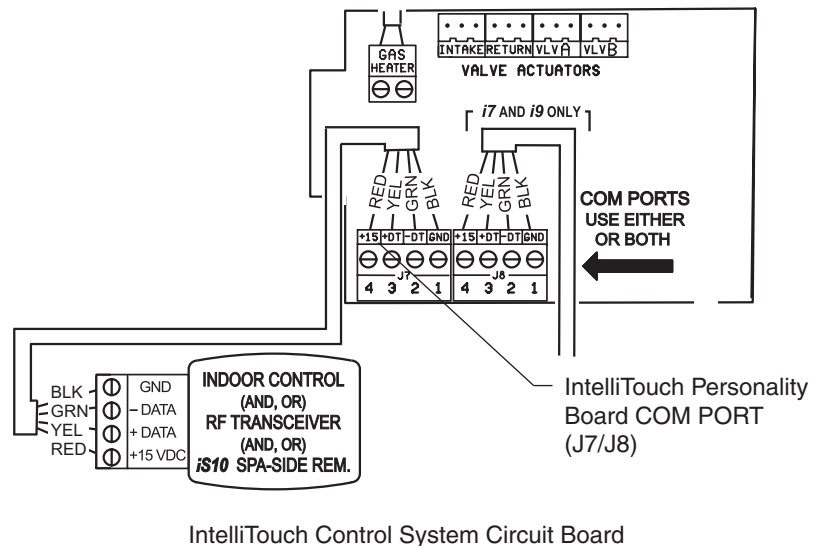 GAS
HEATER
INTAKE RETURN VLVA VLVB
VALVE ACTUATORS
i7 AND i9 ONLY
RED YEL GRN BLK
RED YEL GRN BLK
COM PORTS
USE EITHER
OR BOTH
+15 +DT -DT GND
+15 +DT -DT GND
J7
J8
4 3 2 1
4 3 2 1
BLK
GRN
YEL
RED
GND
– DATA
+ DATA
+15 VDC
INDOOR CONTROL
(AND, OR)
RF TRANSCEIVER
(AND, OR)
iS10 SPA-SIDE REM.
IntelliTouch Personality
Board COM PORT
(J7/J8)
IntelliTouch Control System Circuit Board